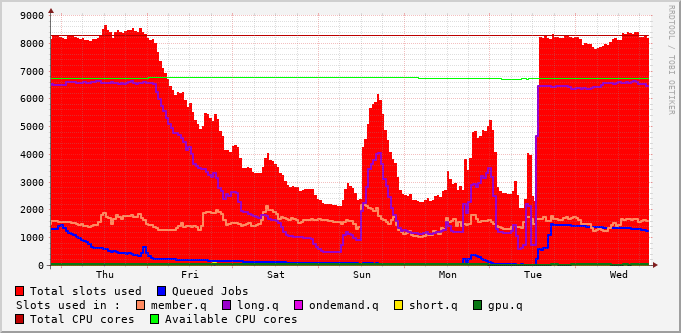 9000
8000
7000
6000
5000
4000
3000
2000
1000
0
Thu Fri Sat Sun Mon Tue Wed
RRDTOOL / TOBI OETIKER
Total slots used Queued Jobs
Slots used in : member.q long.q ondemand.q short.q gpu.q
Total CPU cores Available CPU cores